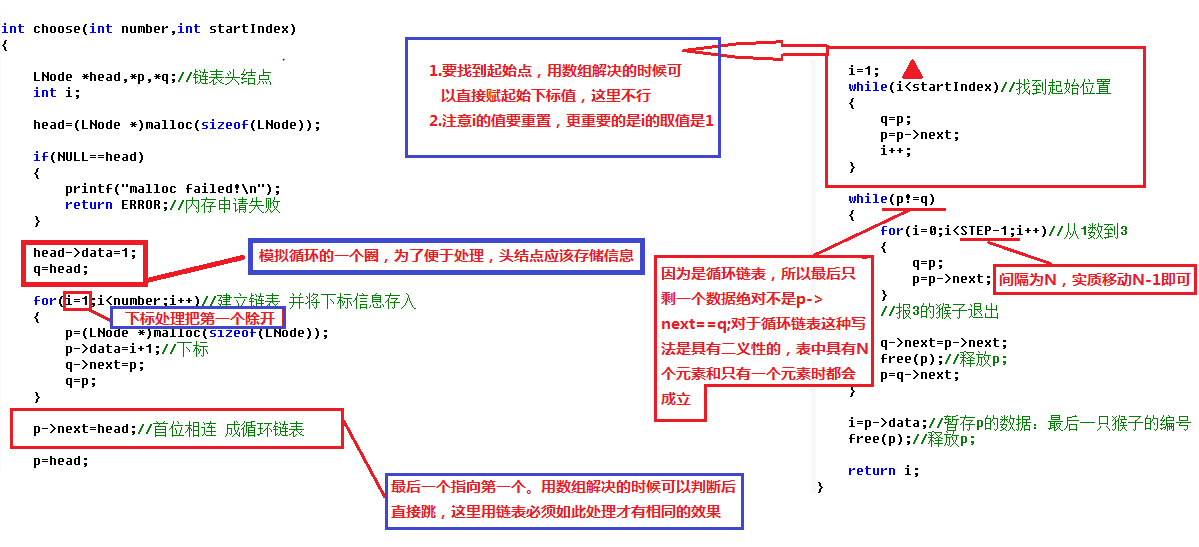 int choose(int number,int startIndex)
{
LNode *head,*p,*q;//链表头结点
int i;
head=(LNode *)malloc(sizeof(LNode));
if(NULL==head)
{
printf("malloc failed!\n");
return ERROR;//内存申请失败
}
head->data=1;
q=head;
模拟循环的一个圈，为了便于处理，头结点应该存储信息
for(i=1;i<number;i++)//建立链表 并将下标信息存入
{
下标处理把第一个除开
p=(LNode *)malloc(sizeof(LNode));
p->data=i+1;//下标
q->next=p;
q=p;
}
p->next=head;//首位相连 成循环链表
p=head;
最后一个指向第一个。用数组解决的时候可以判断后
直接跳，这里用链表必须如此处理才有相同的效果
1.要找到起始点，用数组解决的时候可
以直接赋起始下标值，这里不行
2.注意i的值要重置，更重要的是i的取值是1
i=1;
while(i<startIndex)//找到起始位置
{
q=p;
p=p->next;
i++;
}
while(p!=q)
{
for(i=0;i<STEP-1;i++)//从1数到3
{
q=p;
p=p->next;
间隔为N，实质移动N-1即可
}
//报3的猴子退出
因为是循环链表，所以最后只
剩一个数据绝对不是p->
next==q;对于循环链表这种写
法是具有二义性的，表中具有N
个元素和只有一个元素时都会
成立
q->next=p->next;
free(p);//释放p;
p=q->next;
}
i=p->data;//暂存p的数据：最后一只猴子的编号
free(p);//释放p;
return i;
}